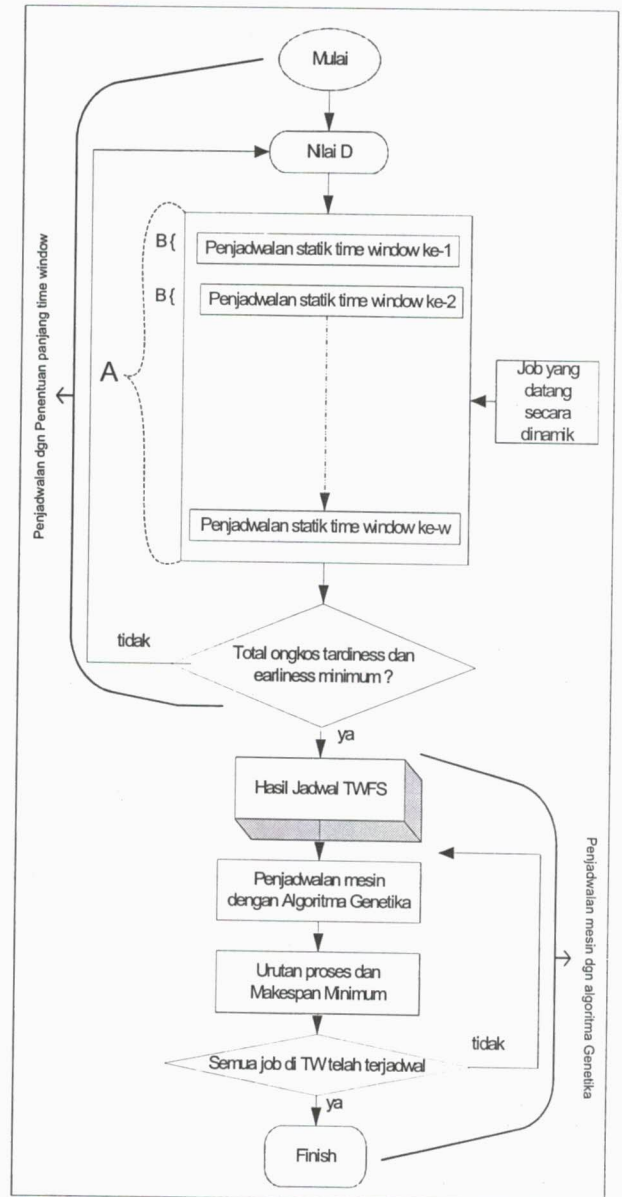 Mulai
Nilai D
B{
Penjadwalan statik time window ke-1
B{
Penjadwalan statik time window ke-2
A
Job yang
datang
secara
dinamik
Penjadwalan dgn Penentuan panjang time window
Penjadwalan statik time window ke-w
tidak
Total ongkos tardiness dan
earliness minimum ?
ya
Hasil Jadwal TWFS
Penjadwalan mesin
dengan Algoritma Genetika
Urutan proses dan
Makespan Minimum
Penjadwalan mesin dgn algoritma Genetika
Semua job di TW telah terjadwal
tidak
ya
Finish